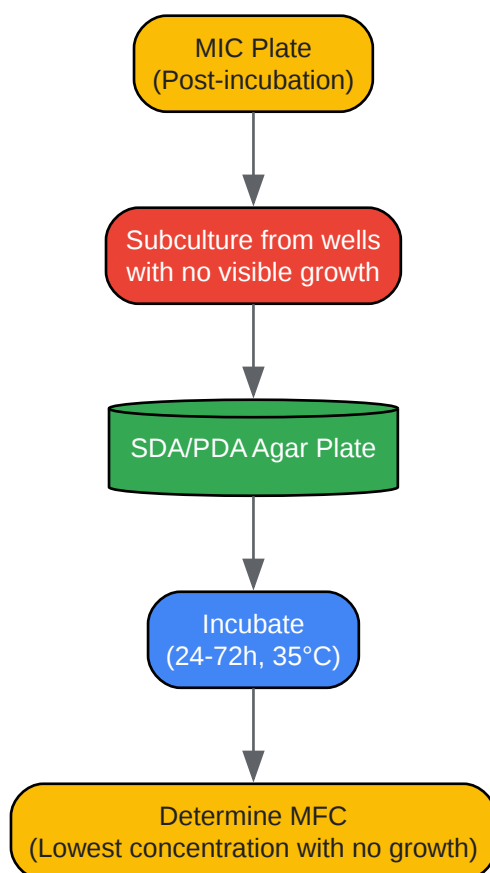 MIC Plate
(Post-incubation)
Subculture from wells
with no visible growth
SDA/PDA Agar Plate
Incubate
(24-72h, 35°C)
Determine MFC
(Lowest concentration with no growth)